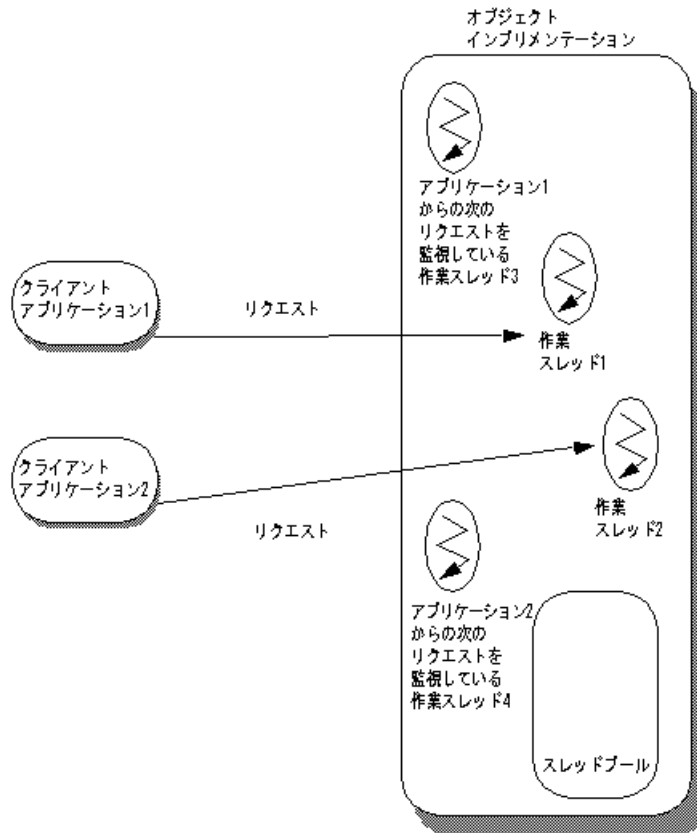 オブジェクト
インプリメンテーション
アプリケーション1
からの次の
リクエストを
監視している
作業スレッド3
クライアント
アプリケーション1
リクエスト
作業
スレッド1
クライアント
アプリケーション2
リクエスト
作業
スレッド2
アプリケーション2
からの次の
リクエストを
監視している
作業スレッド4
スレッドプール